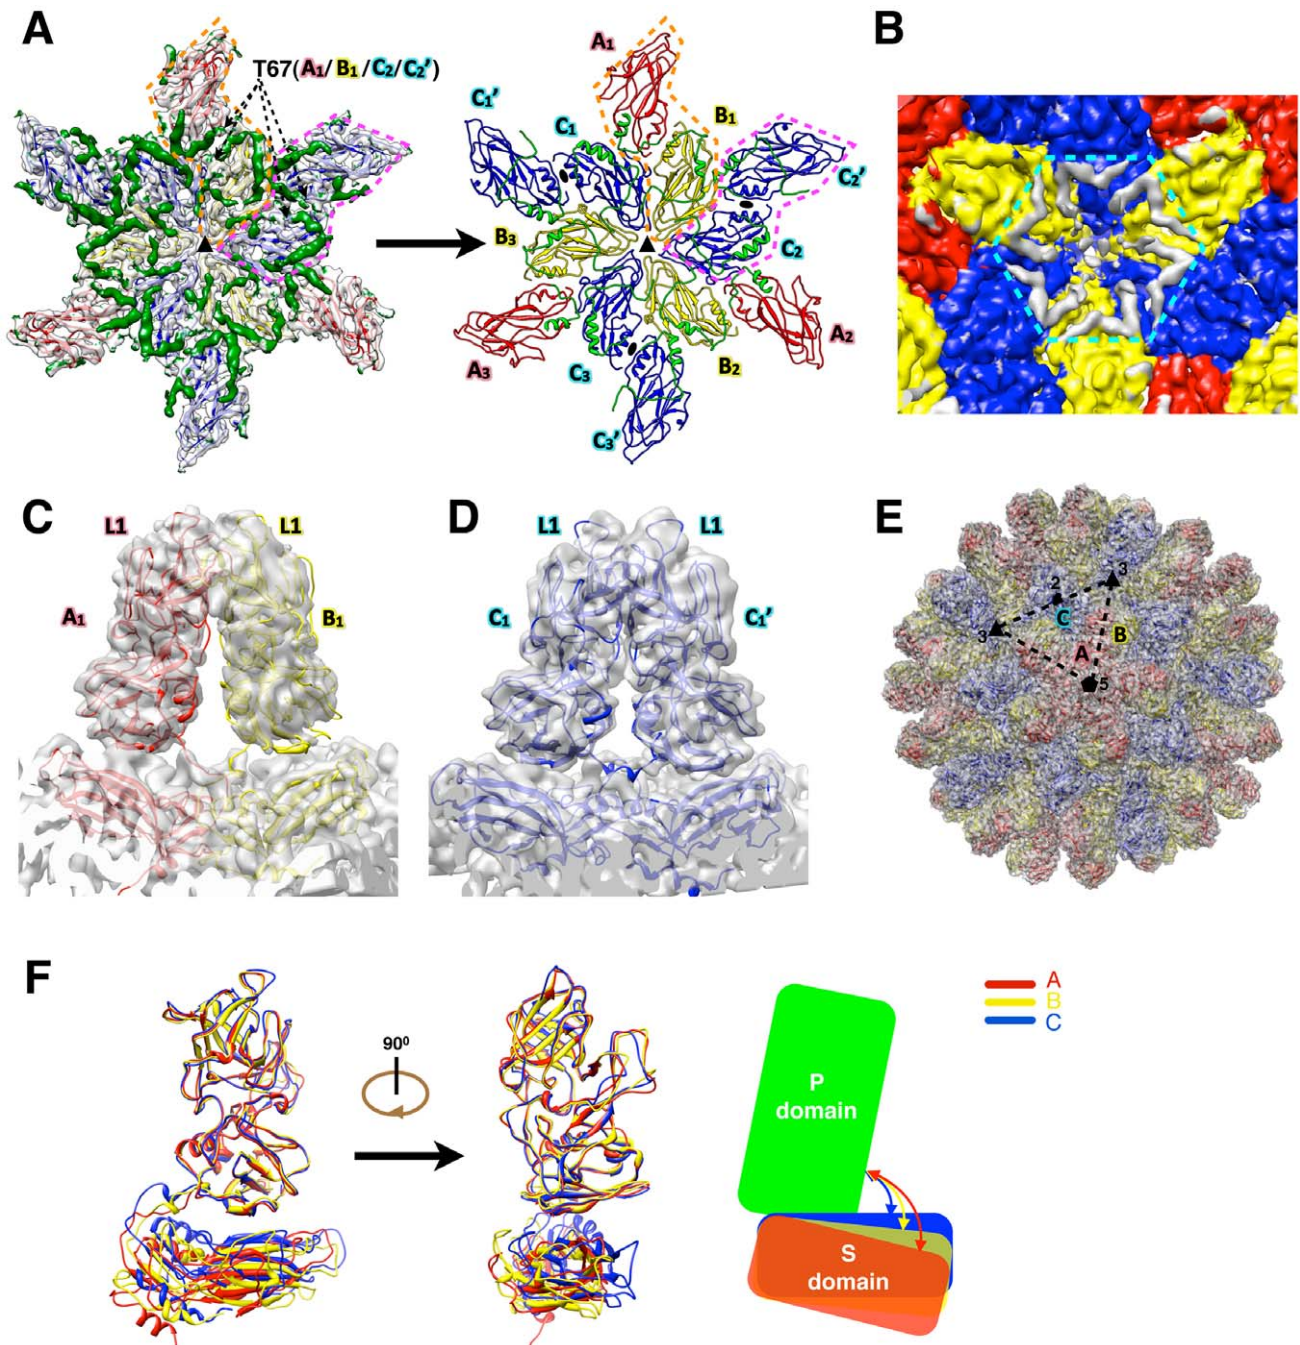 A
T67(A₁/B₁/C₂/C₂')
A₁
B₁
C₁'
C₁
C₂'
B₃
C₂
A₃
C₃
B₂
A₂
C₃'
B
C
L1
L1
A₁
B₁
D
L1
L1
C₁
C₁'
E
3
2
C
3
B
A
5
F
90⁰
P
domain
S
domain
A
B
C